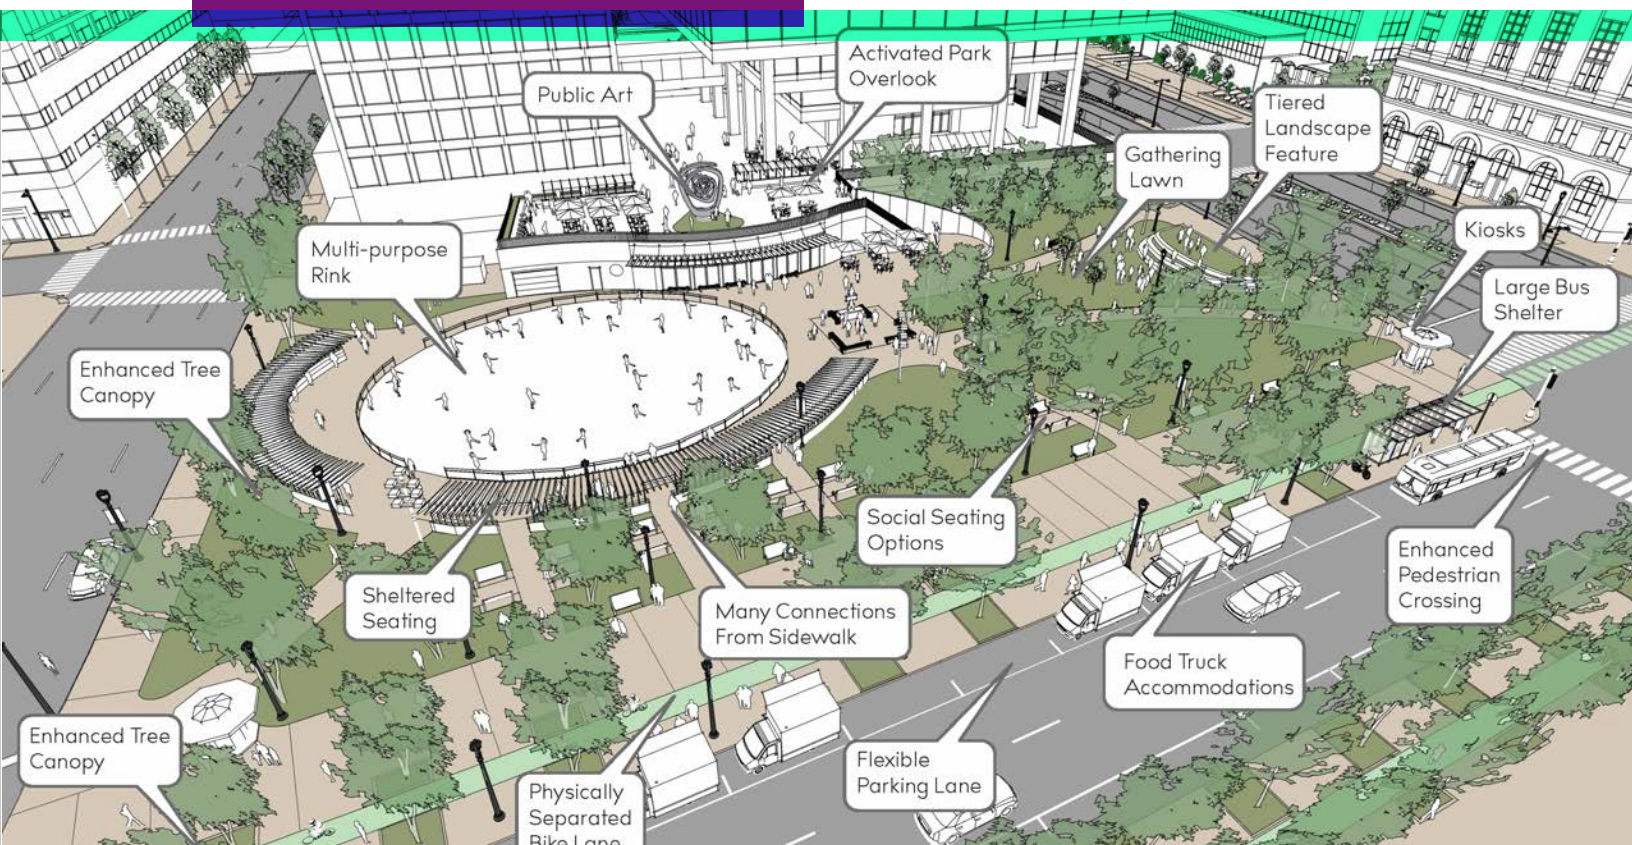 Activated Park
Overlook
Public Art
Tiered
Landscape
Feature
Gathering
Lawn
Kiosks
Multi-purpose
Rink
Large Bus
Shelter
Enhanced Tree
Canopy
Social Seating
Options
Enhanced
Pedestrian
Crossing
Sheltered
Seating
Many Connections
From Sidewalk
Food Truck
Accommodations
Enhanced Tree
Canopy
Flexible
Parking Lane
Physically
Separated
Bike Lane